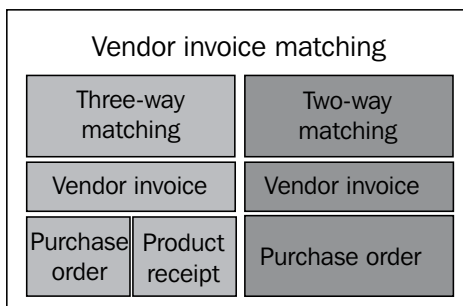 Vendor invoice matching
Three-way
matching
Two-way
matching
Vendor invoice
Vendor invoice
Purchase
order
Product
receipt
Purchase order